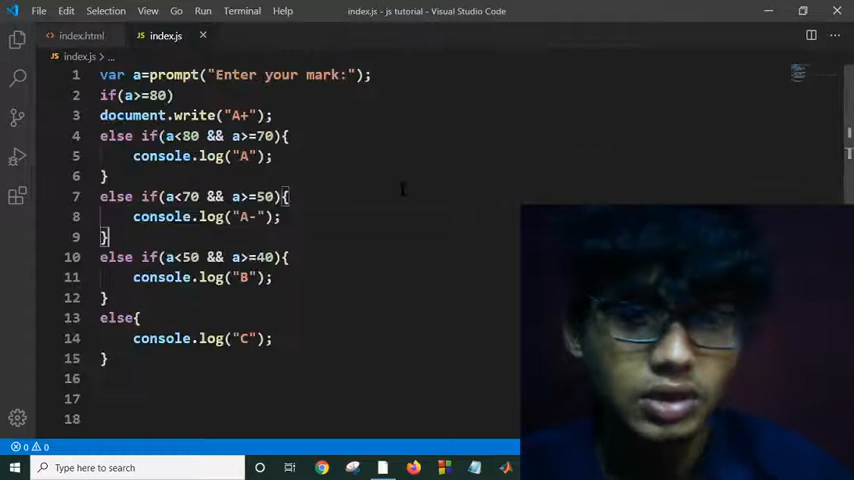 File Edit Selection View Go Run Terminal Help index.js - js tutorial - Visual Studio Code
index.html index.js
index.js > ...
1 var a=prompt("Enter your mark:");
2 if(a>=80)
3 document.write("A+");
4 else if(a<80 && a>=70){
5 console.log("A");
6 }
7 else if(a<70 && a>=50){
8 console.log("A-");
9 }
10 else if(a<50 && a>=40){
11 console.log("B");
12 }
13 else{
14 console.log("C");
15 }
16
17
18
0 0
Type here to search